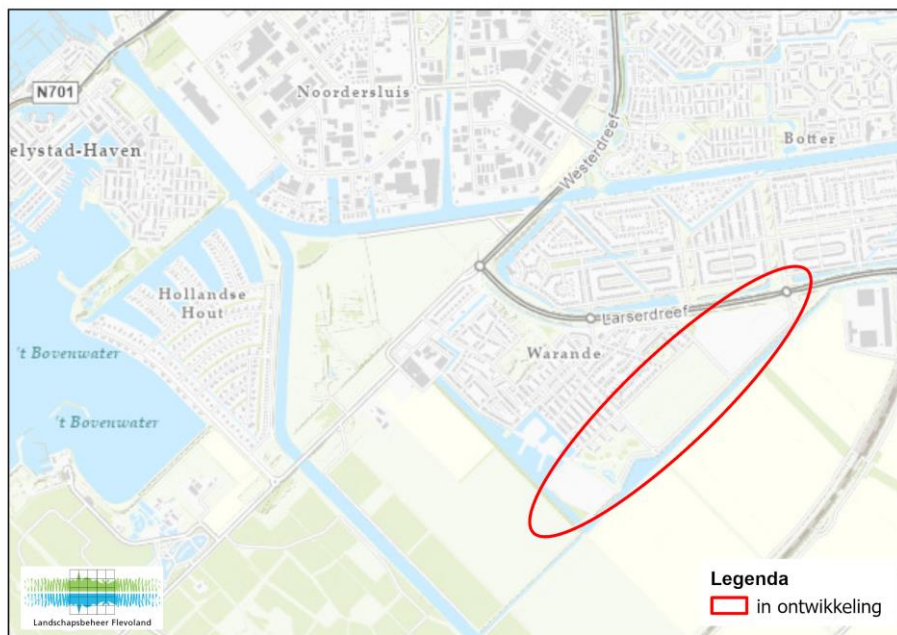 N701
Noordersluis
elystad-Haven
Westerdreef
Botter
Hollandse
Hout
Larserdreef
't Bovenwater
Warande
't Bovenwater
Legenda
in ontwikkeling
Landschapsbeheer Flevoland